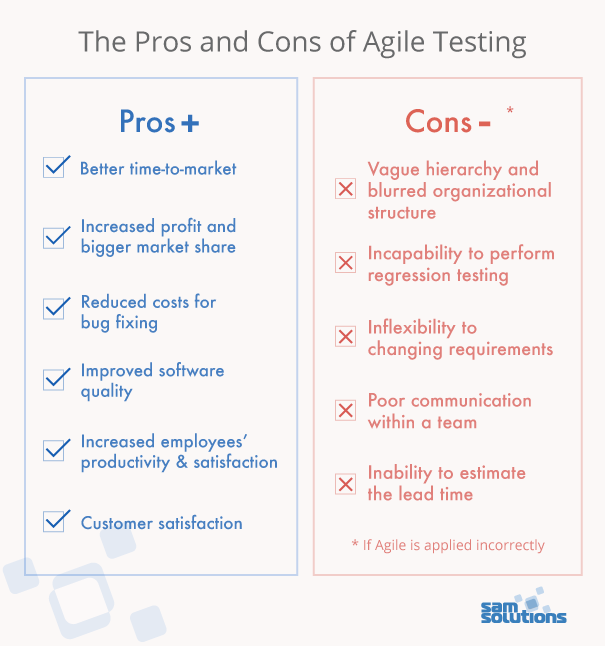 The Pros and Cons of Agile Testing
Pros +
Better time-to-market
Increased profit and
bigger market share
Reduced costs for
bug fixing
Improved software
quality
Increased employees’
productivity & satisfaction
Customer satisfaction
Cons - *
Vague hierarchy and
blurred organizational
structure
Incapability to perform
regression testing
Inflexibility to
changing requirements
Poor communication
within a team
Inability to estimate
the lead time
* If Agile is applied incorrectly
sam
solutions